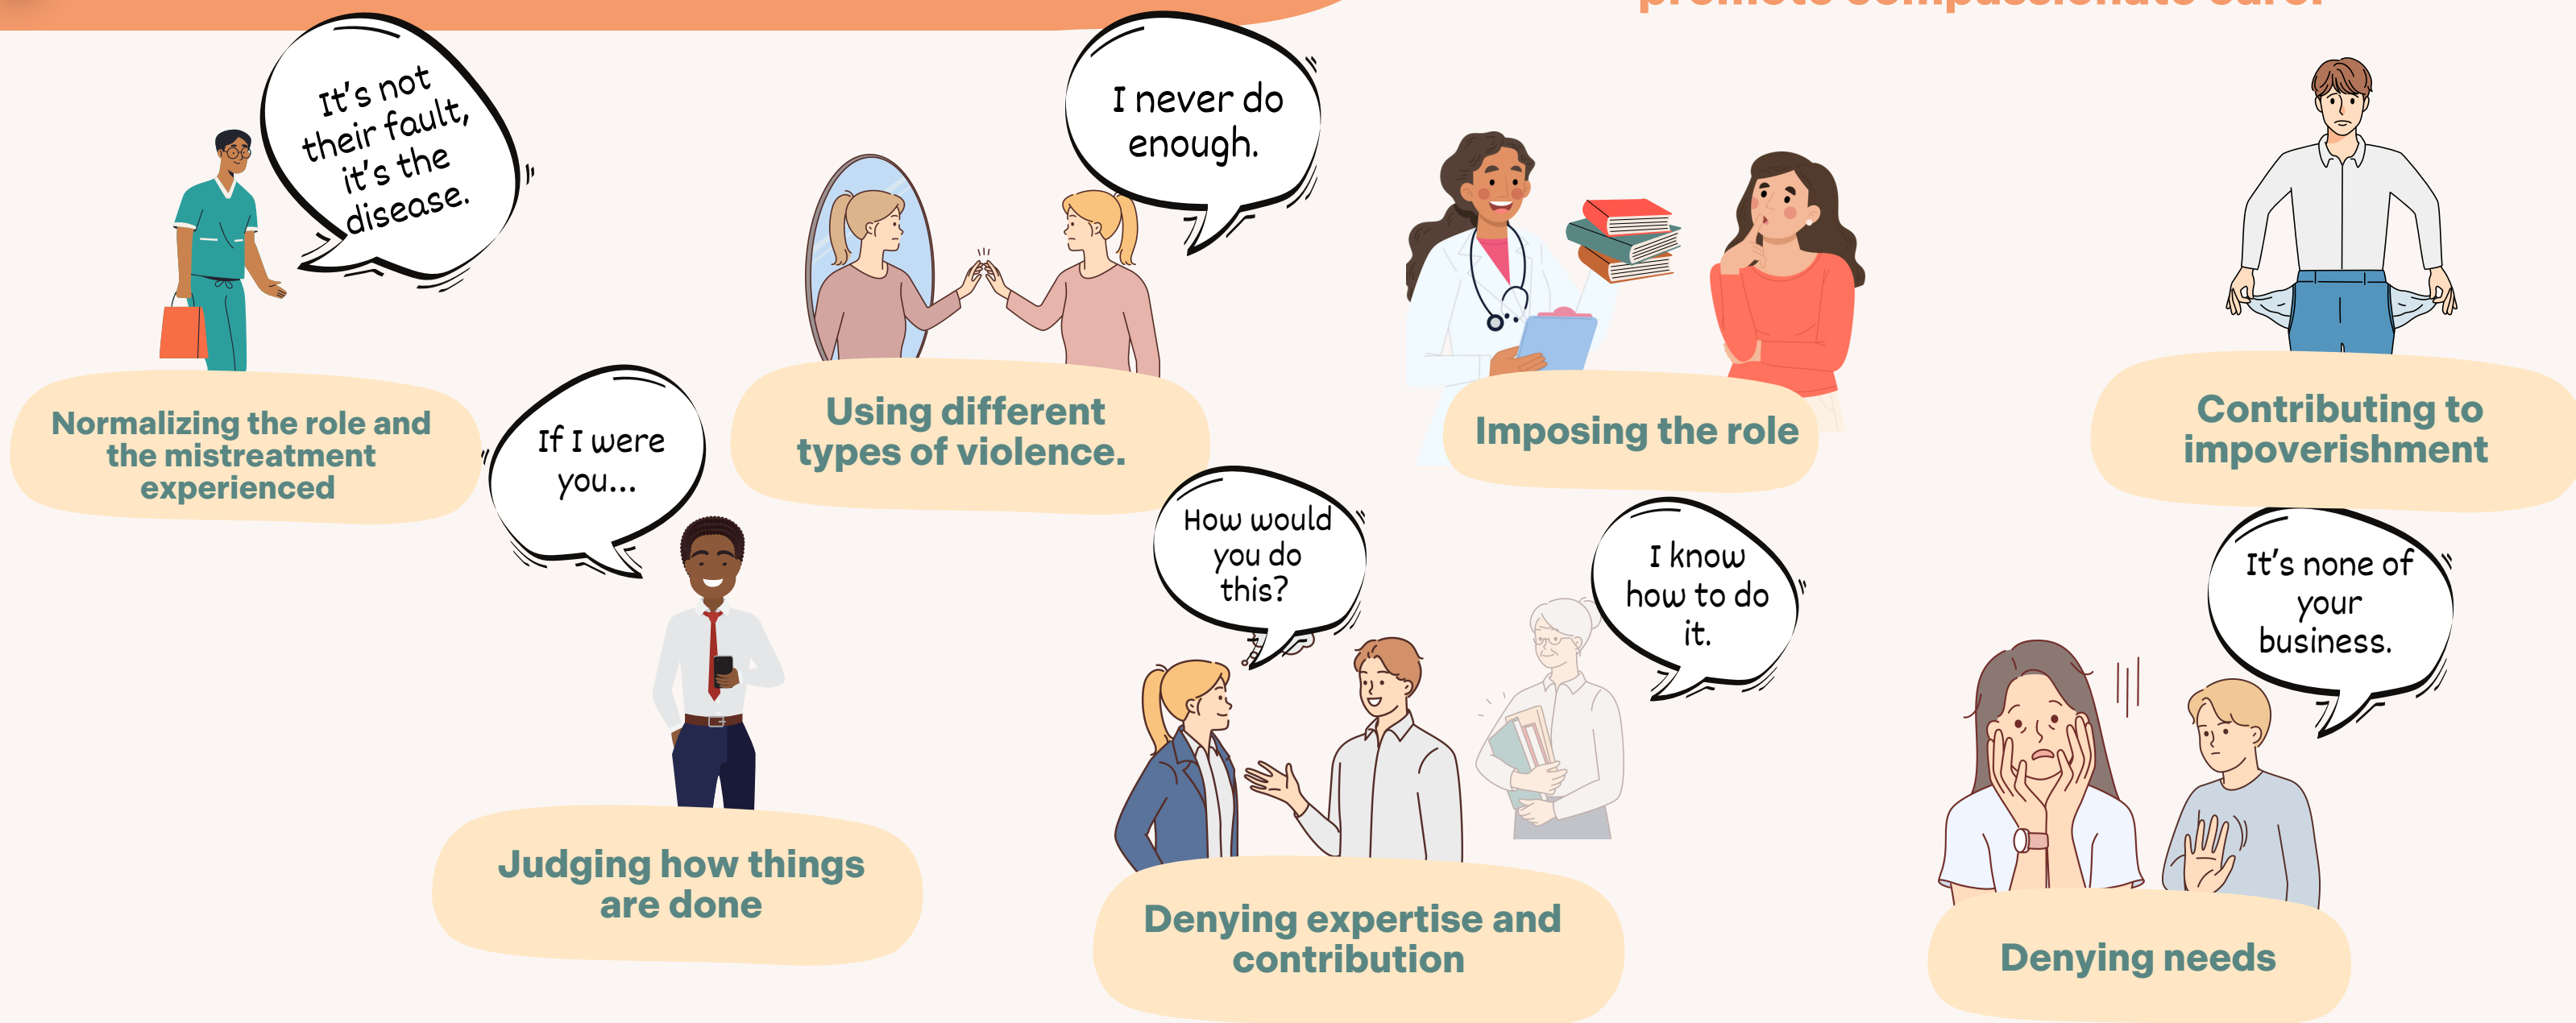 promote compassionate care.
It's not
their fault,
it's the
disease.
Normalizing the role and
the mistreatment
experienced
I never do
enough.
Using different
types of violence.
Imposing the role
Contributing to
impoverishment
If I were
you...
Judging how things
are done
How would
you do
this?
I know
how to do
it.
Denying expertise and
contribution
It's none of
your
business.
Denying needs